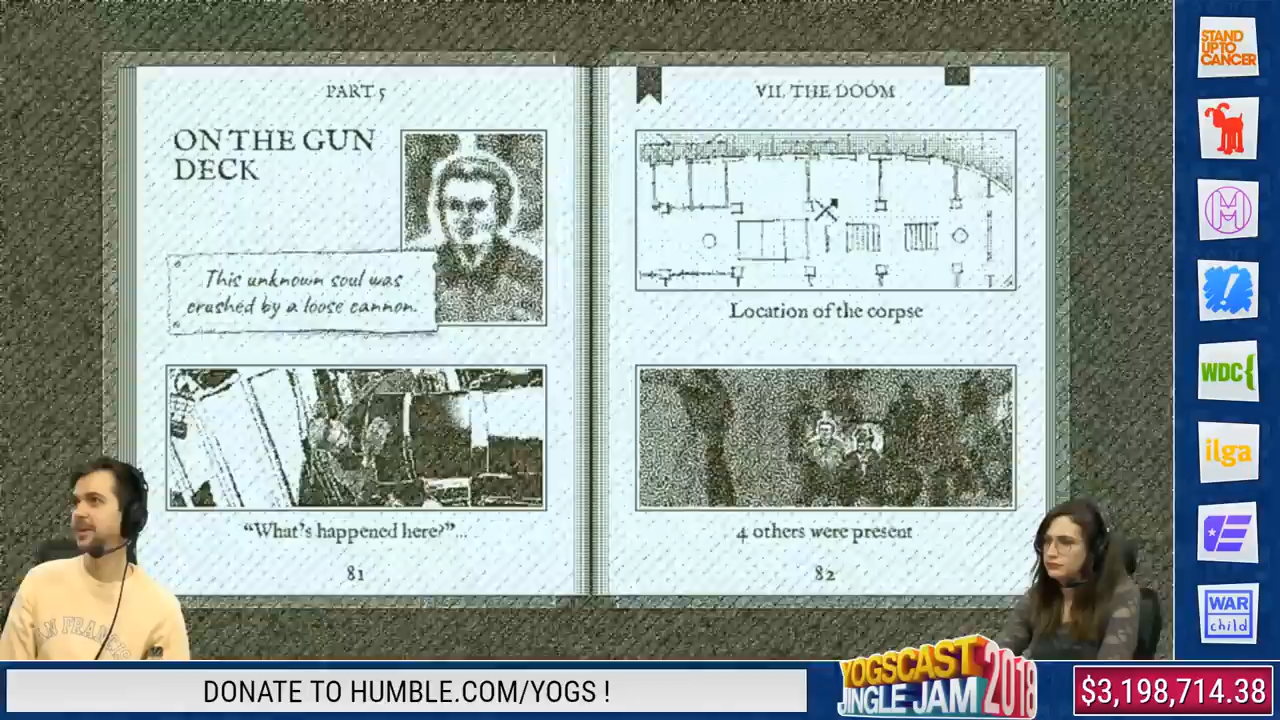 PART 5
ON THE GUN
DECK
This unknown soul was
crushed by a loose cannon.
"What's happened here?"...
81
VII. THE DOOM
Location of the corpse
4 others were present
82
STAND
UP TO
CANCER
WDC
ilga
WAR
child
SAN FRANCIS
DONATE TO HUMBLE.COM/YOGS !
YOGSCAST
JINGLE JAM 2018
$3,198,714.38